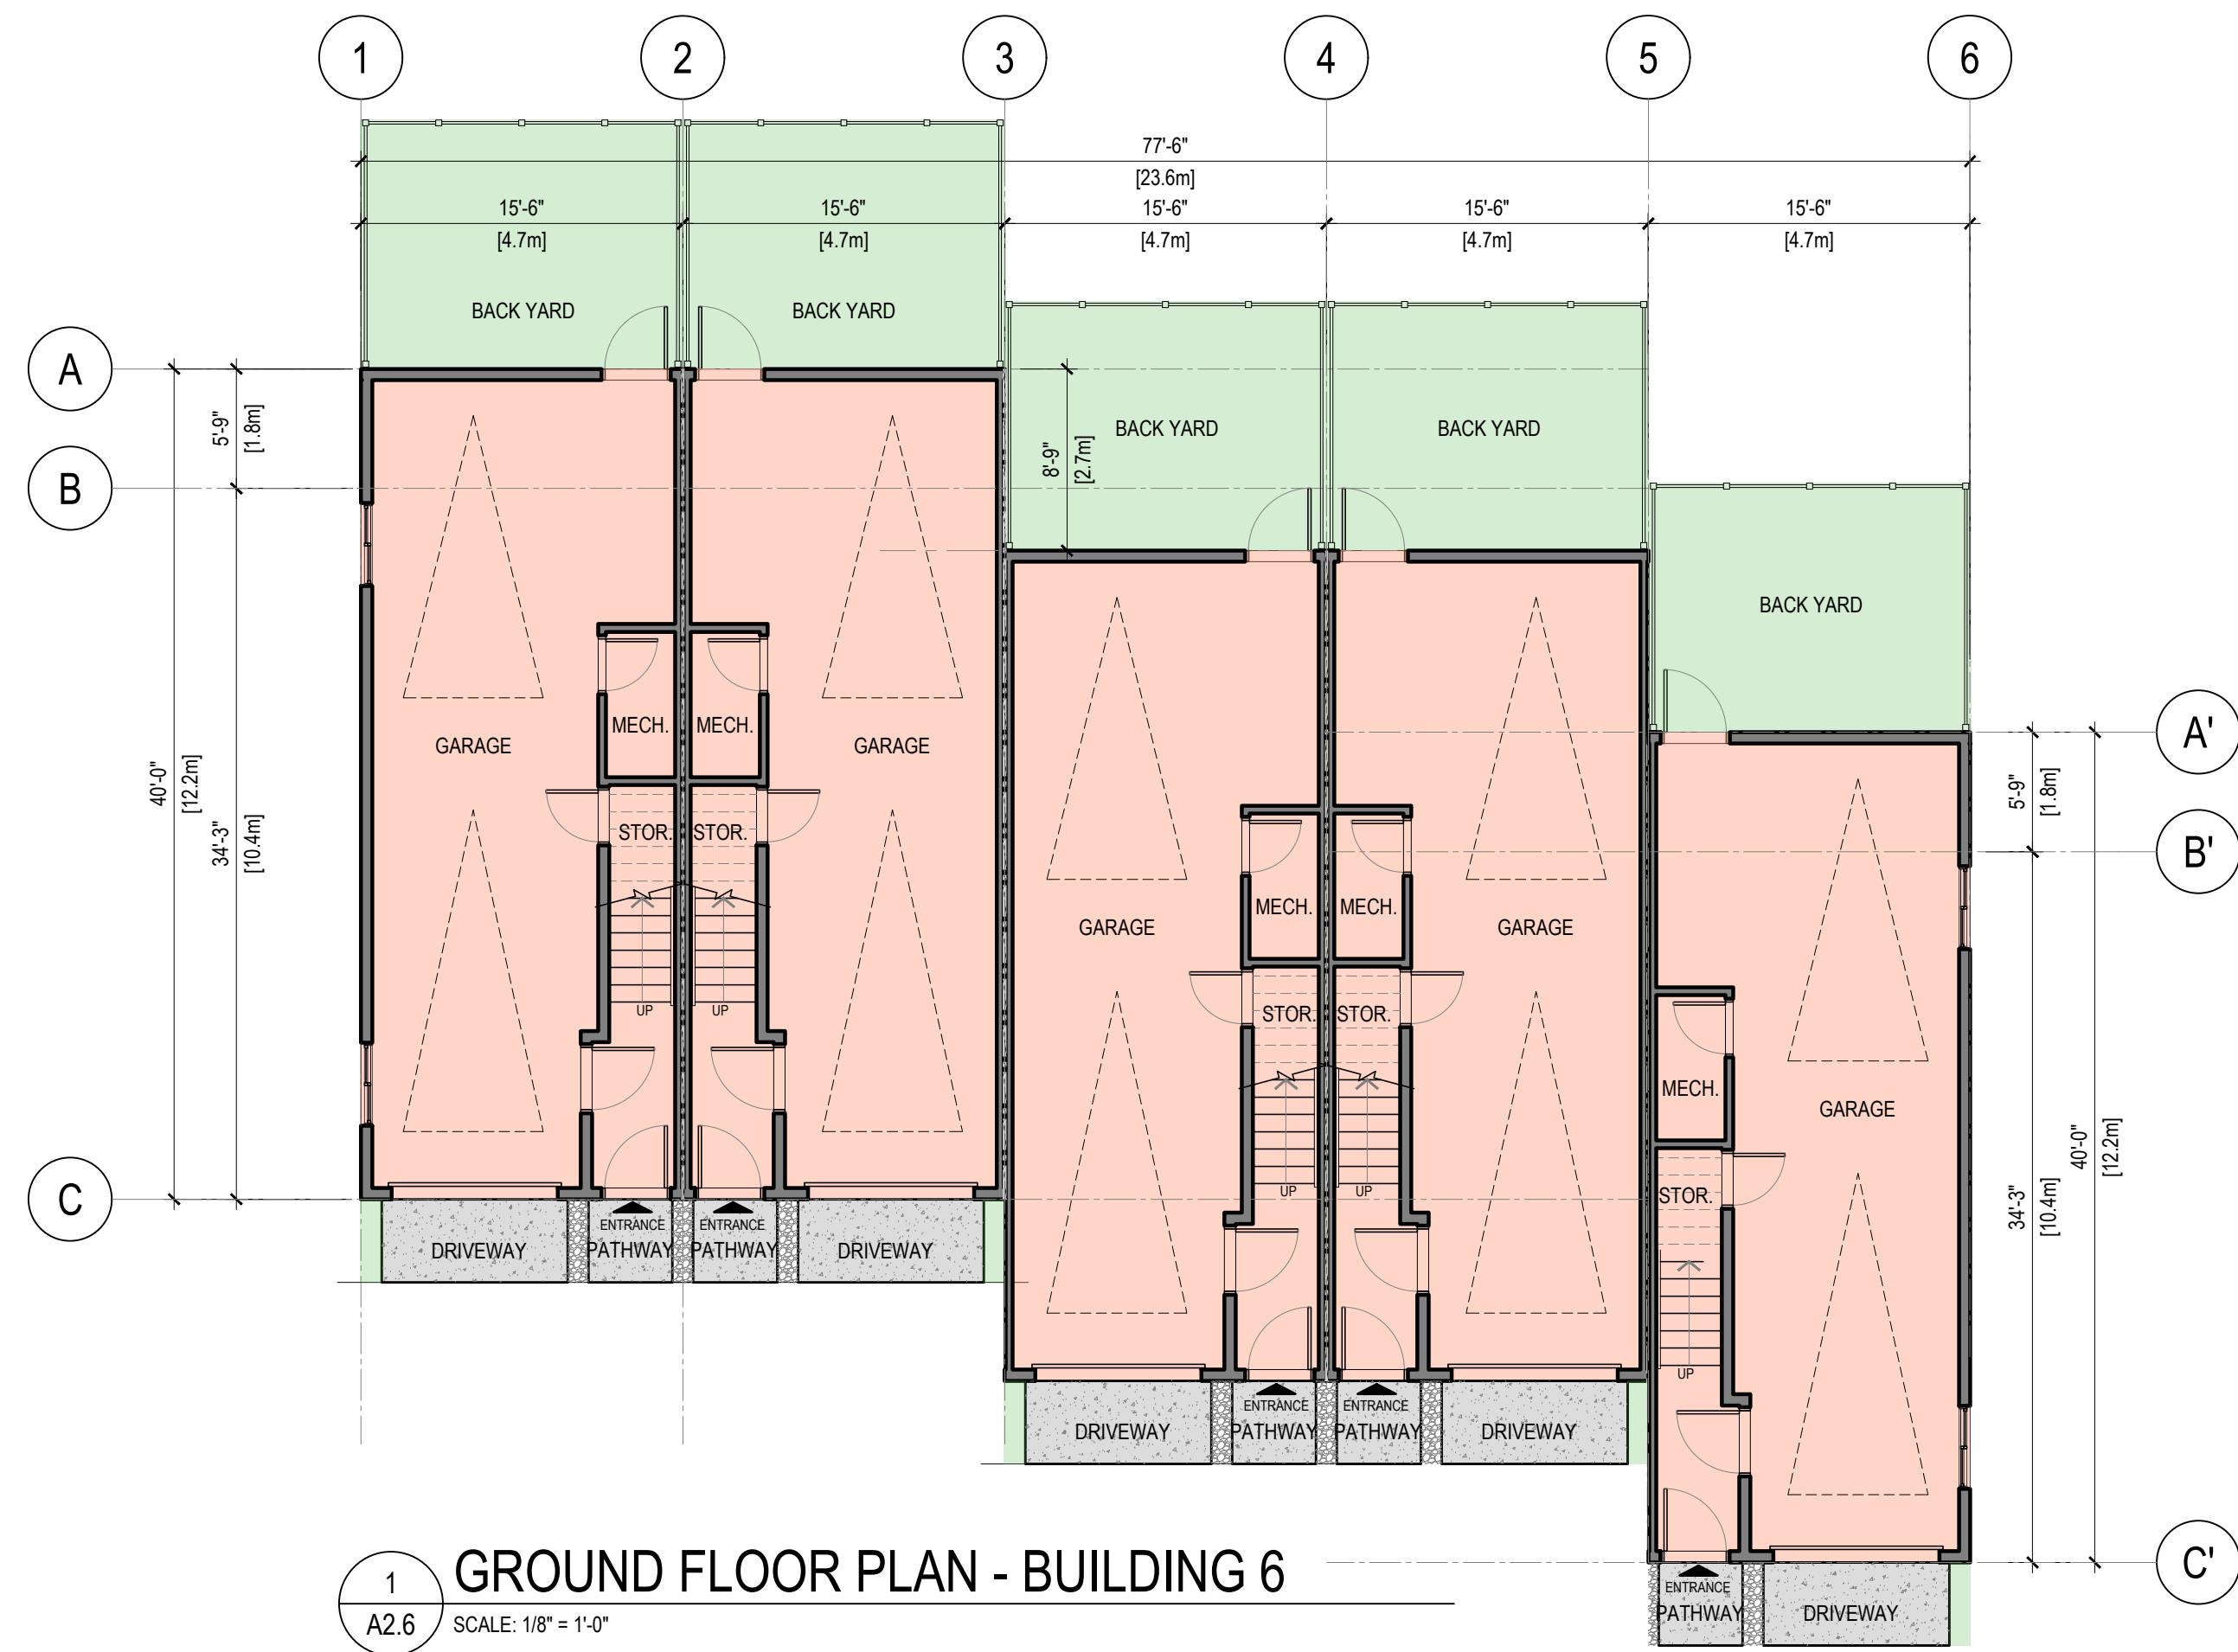 1 2 3 4 5 6
77'-6"
[23.6m]
15'-6" 15'-6" 15'-6" 15'-6" 15'-6"
[4.7m] [4.7m] [4.7m] [4.7m] [4.7m]
BACK YARD BACK YARD
A
5'-9"
[1.8m]
BACK YARD BACK YARD
8'-9"
[2.7m]
B
BACK YARD
MECH. MECH.
GARAGE GARAGE
A'
40'-0"
[12.2m]
5'-9"
[1.8m]
34'-3"
[10.4m]
STOR. STOR.
B'
MECH. MECH.
GARAGE GARAGE
UP UP
STOR. STOR.
MECH.
GARAGE
40'-0"
[12.2m]
C
UP UP
STOR.
34'-3"
[10.4m]
ENTRANCE ENTRANCE
DRIVEWAY PATHWAY PATHWAY DRIVEWAY
UP
ENTRANCE ENTRANCE
DRIVEWAY PATHWAY PATHWAY DRIVEWAY
C'
1
A2.6
GROUND FLOOR PLAN - BUILDING 6
SCALE: 1/8" = 1'-0"
ENTRANCE
PATHWAY DRIVEWAY